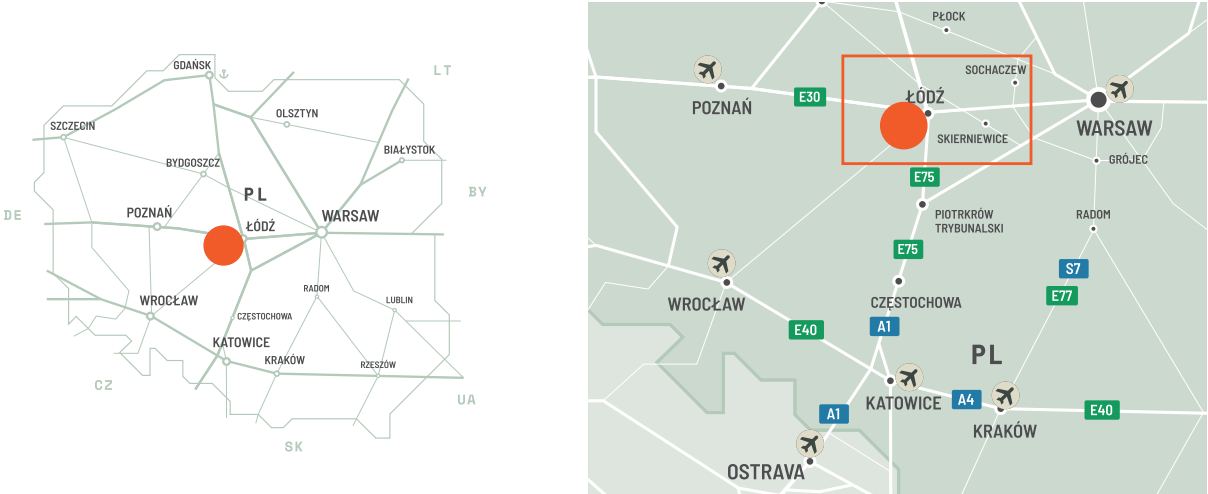 GDAŃSK
LT
SZCZECIN
OLSZTYN
BIAŁYSTOK
BYDGOSZCZ
PL
BY
DE
POZNAŃ
ŁÓDŹ
WARSAW
WROCŁAW
RADOM
LUBLIN
CZĘSTOCHOWA
KATOWICE
KRAKÓW
RZESZÓW
CZ
UA
SK
PŁOCK
SOCHACZEW
POZNAŃ
E30
ŁÓDŹ
SKIERNIEWICE
WARSAW
GRÓJEC
E75
PIOTRKRÓW
TRYBUNALSKI
RADOM
E75
S7
E77
WROCŁAW
CZĘSTOCHOWA
E40
A1
PL
KATOWICE
A4
E40
A1
KRAKÓW
OSTRAVA